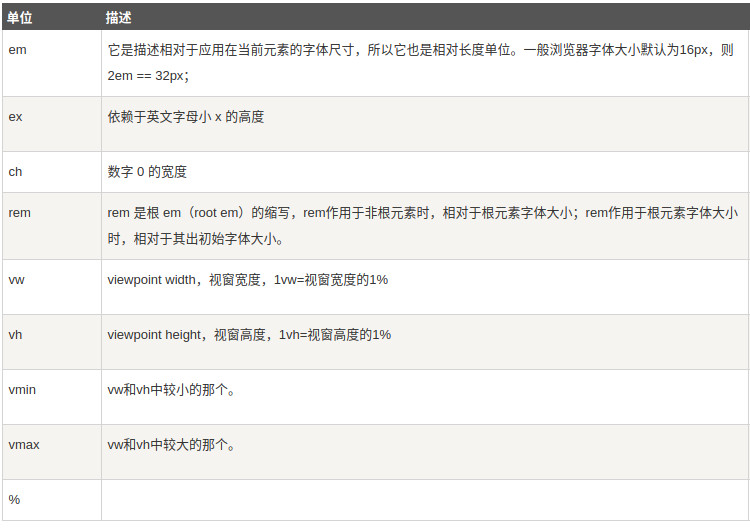 单位 描述
em 它是描述相对于应用在当前元素的字体尺寸，所以它也是相对长度单位。一般浏览器字体大小默认为16px，则
2em == 32px；
ex 依赖于英文字母小 x 的高度
ch 数字 0 的宽度
rem rem 是根 em（root em）的缩写，rem作用于非根元素时，相对于根元素字体大小；rem作用于根元素字体大小
时，相对于其出初始字体大小。
vw viewpoint width，视窗宽度，1vw=视窗宽度的1%
vh viewpoint height，视窗高度，1vh=视窗高度的1%
vmin vw和vh中较小的那个。
vmax vw和vh中较大的那个。
%